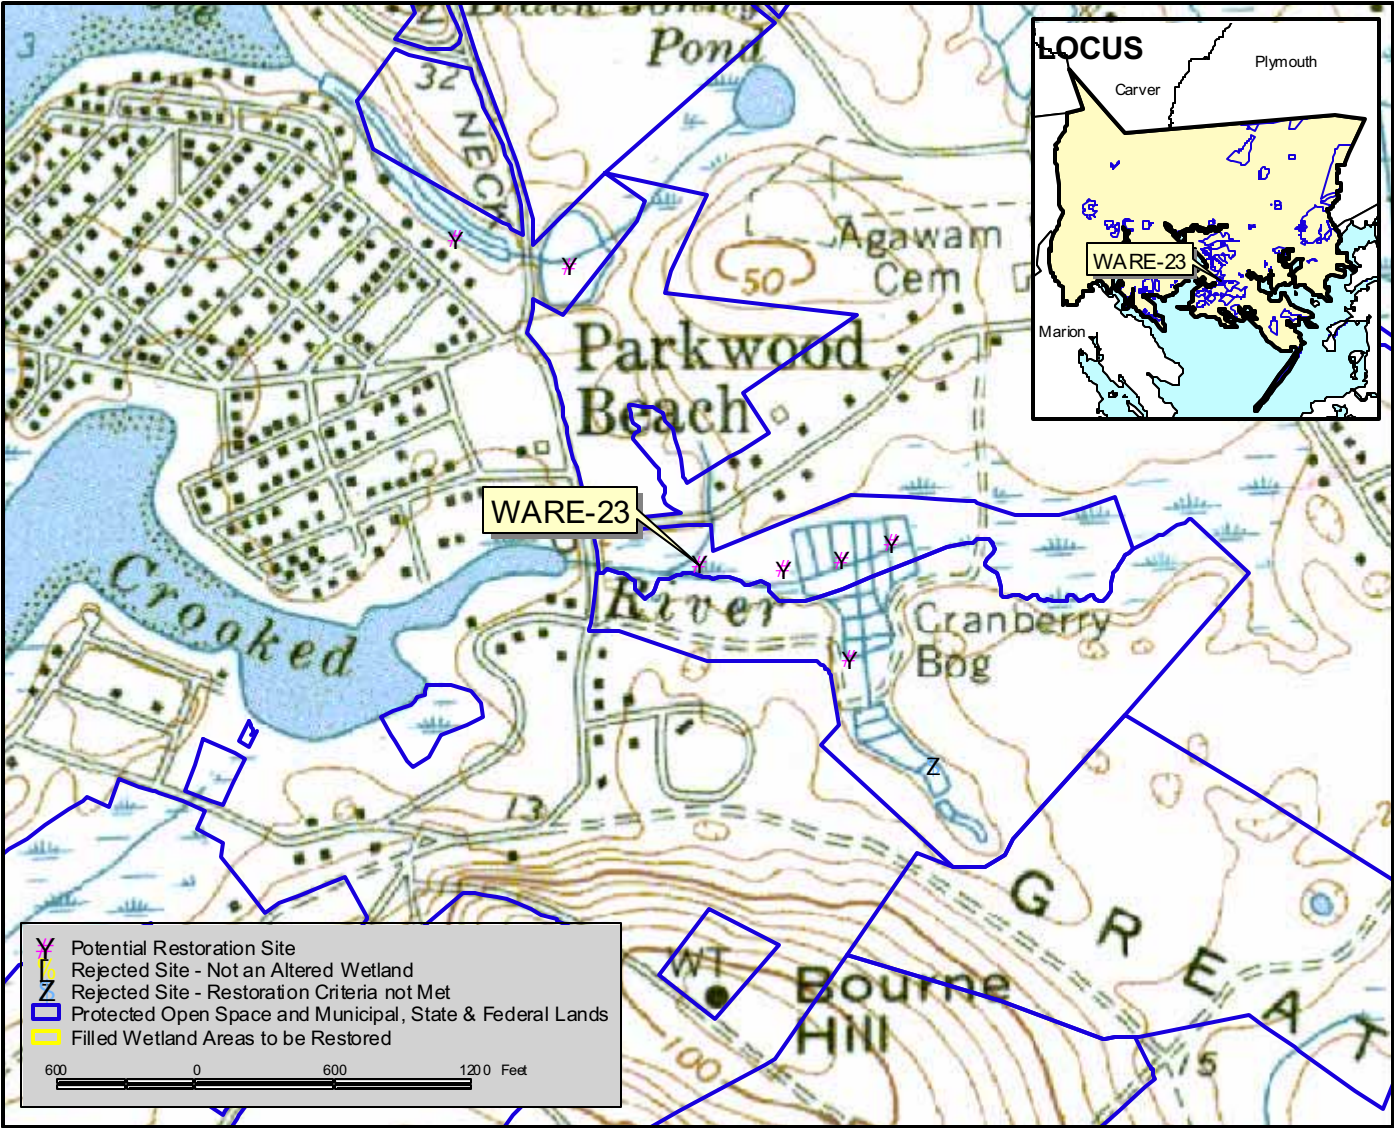 3
Pond
32
NECK
Agawam
Cem
50
Parkwood
Beach
WARE-23
Crooked
River
Cranberry
Bog
13
GREAT
WT
Bourne
Hill
100
15
Y
Y
Y
Y
Y
Y
Y
Z
LOCUS
Plymouth
Carver
WARE-23
Marion
Y Potential Restoration Site
Rejected Site - Not an Altered Wetland
Z Rejected Site - Restoration Criteria not Met
Protected Open Space and Municipal, State & Federal Lands
Filled Wetland Areas to be Restored
600 0 600 1200 Feet